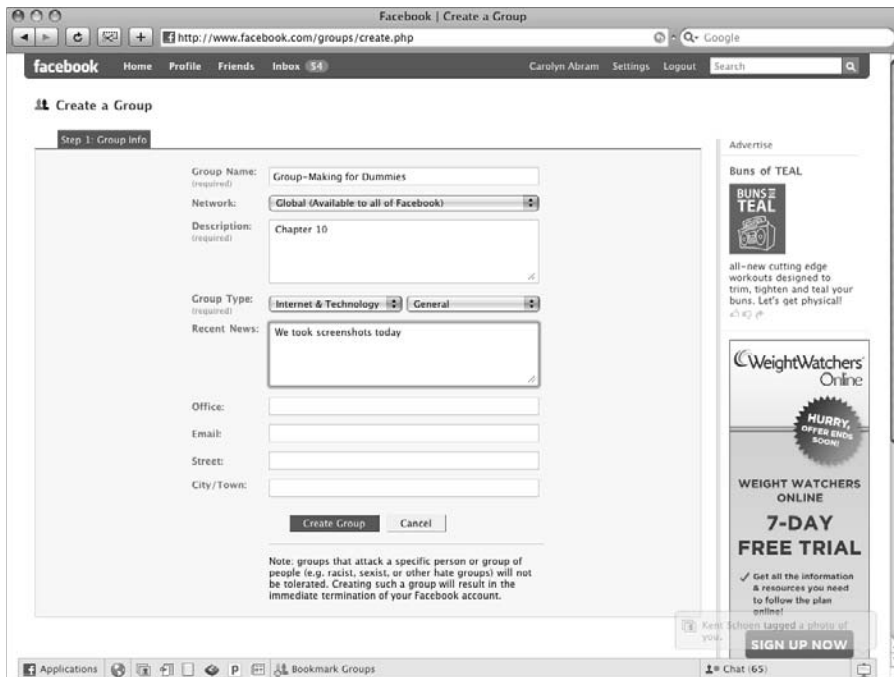 Facebook | Create a Group
http://www.facebook.com/groups/create.php
Google
facebook Home Profile Friends Inbox 54 Carolyn Abram Settings Logout Search
Create a Group
Step 1: Group Info
Group Name:
(required)
Group-Making for Dummies
Network:
Global (Available to all of Facebook)
Description:
(required)
Chapter 10
Group Type:
(required)
Internet & Technology
General
Recent News:
We took screenshots today
Office:
Email:
Street:
City/Town:
Create Group
Cancel
Note: groups that attack a specific person or group of
people (e.g. racist, sexist, or other hate groups) will not
be tolerated. Creating such a group will result in the
immediate termination of your Facebook account.
Advertise
Buns of TEAL
BUNS OF
TEAL
all-new cutting edge
workouts designed to
trim, tighten and teal your
buns. Let's get physical!
WeightWatchers
Online
HURRY,
OFFER ENDS
SOON!
WEIGHT WATCHERS
ONLINE
7-DAY
FREE TRIAL
Get all the information
& resources you need
to follow the plan
online!
Kent Schoen tagged a photo of
you.
SIGN UP NOW
Applications
Bookmark Groups
Chat (65)